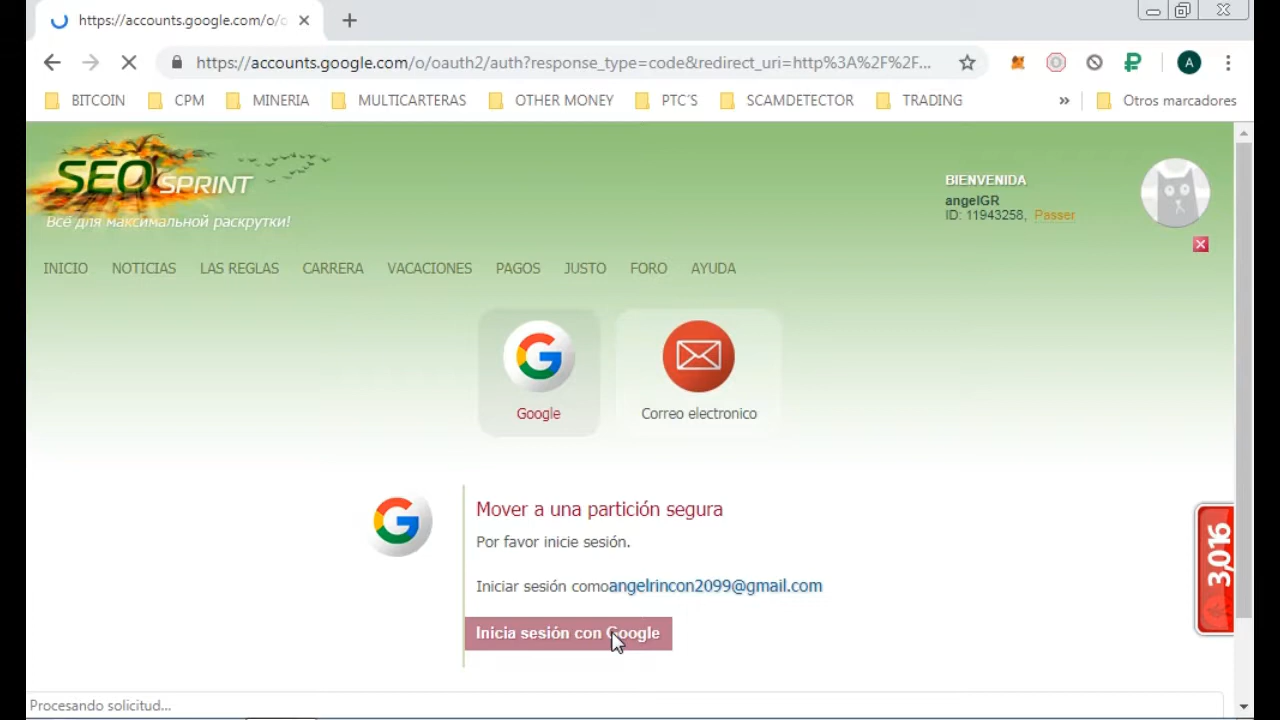 https://accounts.google.com/o/o
https://accounts.google.com/o/oauth2/auth?response_type=code&redirect_uri=http%3A%2F%2F...
A
BITCOIN CPM MINERIA MULTICARTERAS OTHER MONEY PTC´S SCAMDETECTOR TRADING » Otros marcadores
SEO SPRINT
Всё для максимальной раскрутки!
BIENVENIDA
angelGR
ID: 11943258, Passer
INICIO NOTICIAS LAS REGLAS CARRERA VACACIONES PAGOS JUSTO FORO AYUDA
Google Correo electronico
Mover a una partición segura
Por favor inicie sesión.
Iniciar sesión comoangelrincon2099@gmail.com
Inicia sesión con Google
3,016
Procesando solicitud...